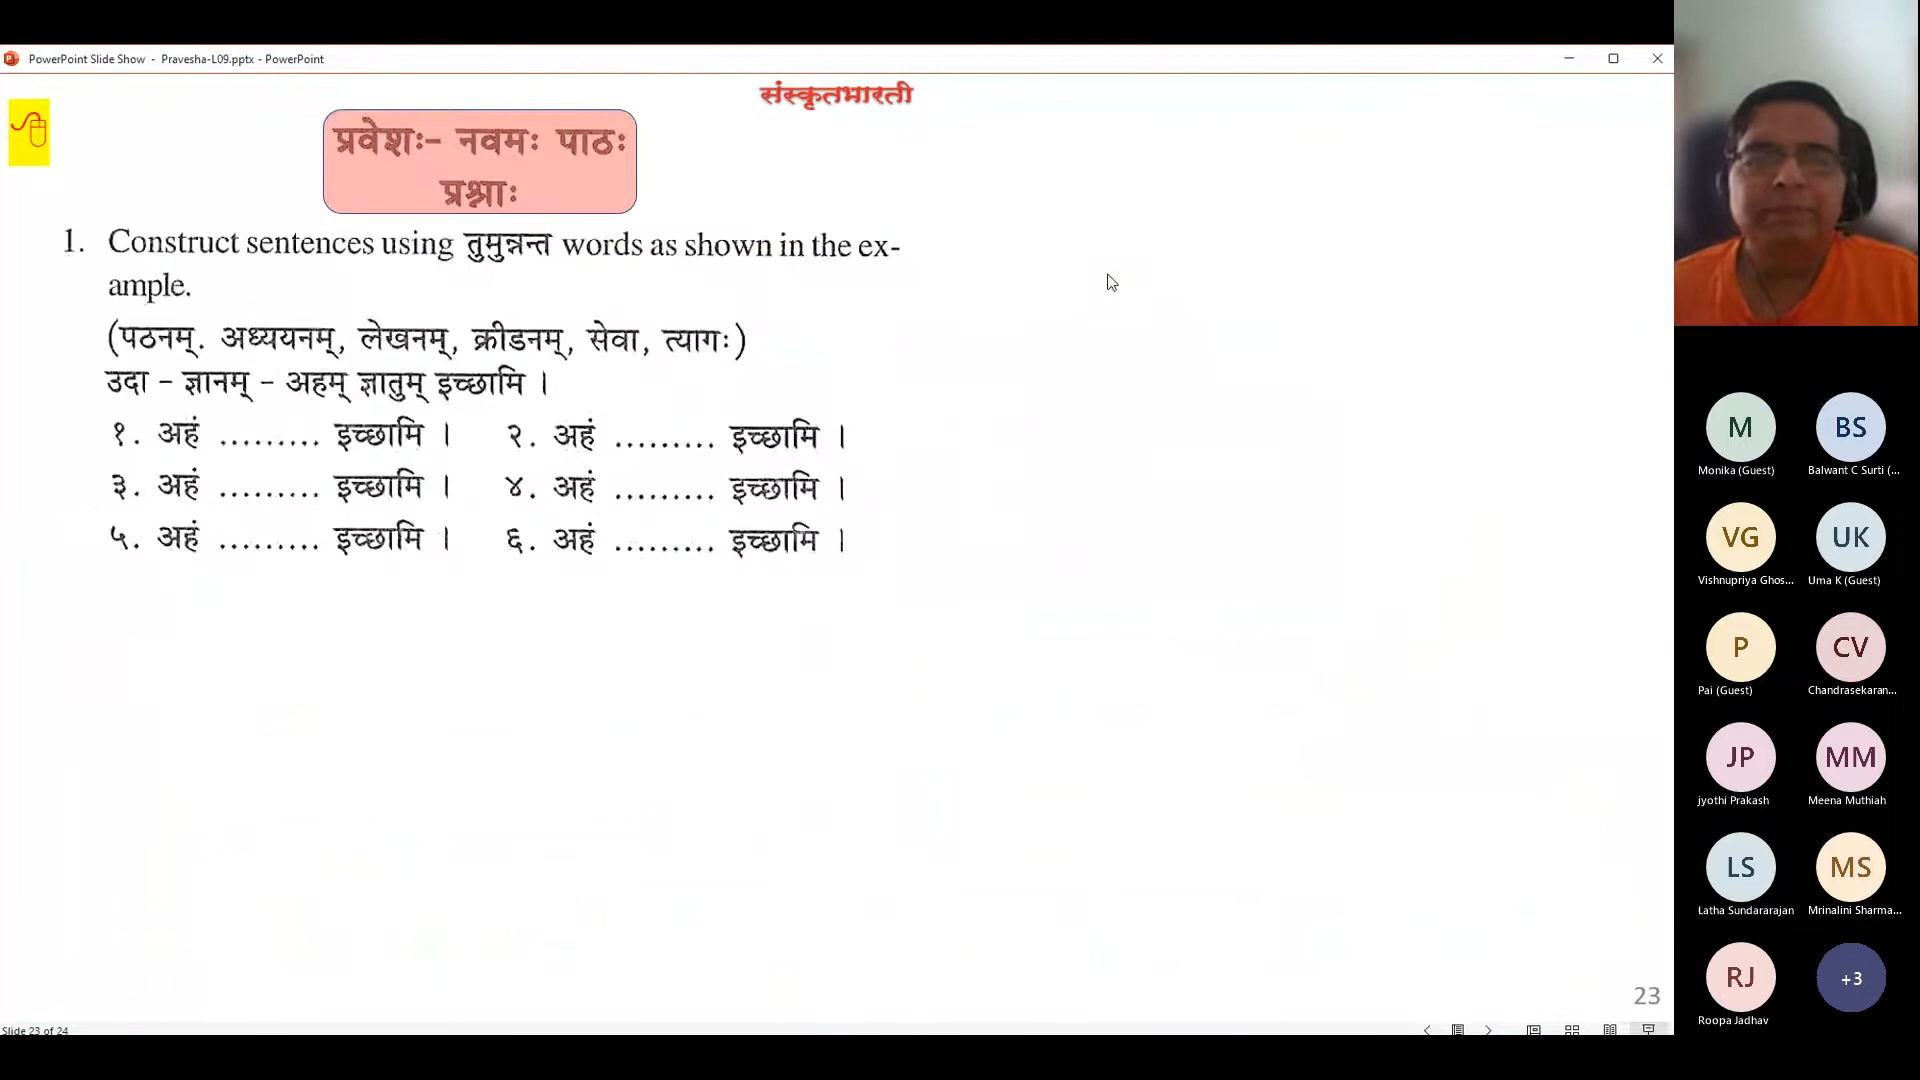 PowerPoint Slide Show - Pravesha-L09.pptx - PowerPoint
संस्कृतभारती
प्रवेशः- नवमः पाठः
प्रश्नाः
1. Construct sentences using तुमुन्नन्त words as shown in the ex-
ample.
(पठनम्. अध्ययनम्, लेखनम्, क्रीडनम्, सेवा, त्यागः)
उदा - ज्ञानम् - अहम् ज्ञातुम् इच्छामि ।
१. अहं ......... इच्छामि । २. अहं ......... इच्छामि ।
३. अहं ......... इच्छामि । ४. अहं ......... इच्छामि ।
५. अहं ......... इच्छामि । ६. अहं ......... इच्छामि ।
23
Slide 23 of 24
M BS
Monika (Guest) Balwant C Surti (...
VG UK
Vishnupriya Ghos... Uma K (Guest)
P CV
Pai (Guest) Chandrasekaran...
JP MM
jyothi Prakash Meena Muthiah
LS MS
Latha Sundararajan Mrinalini Sharma...
RJ +3
Roopa Jadhav